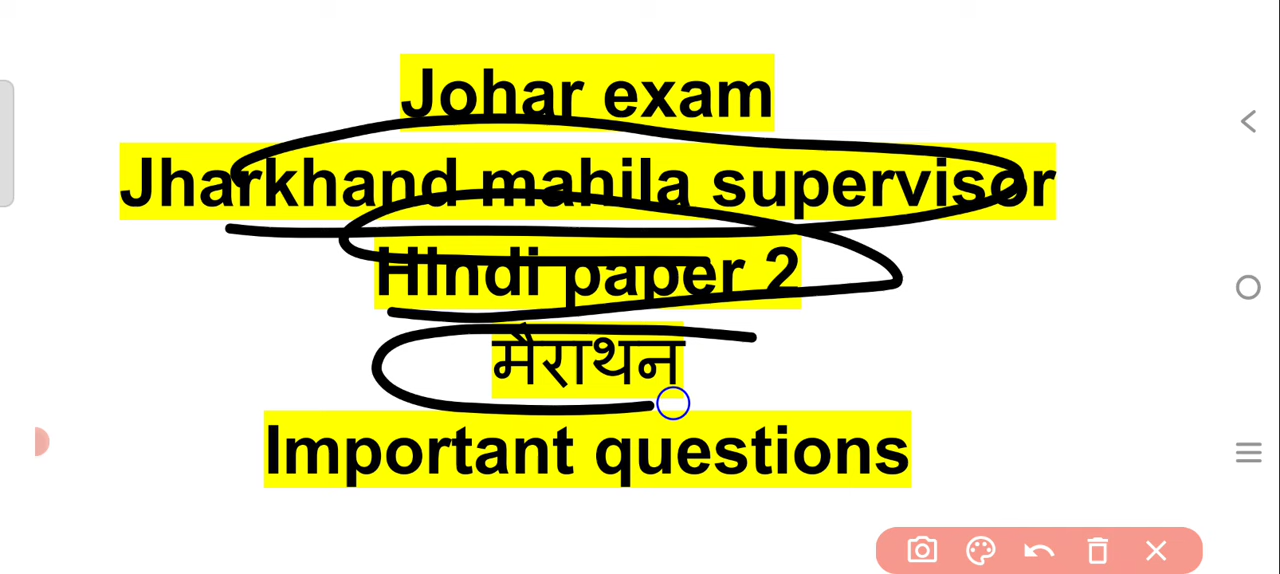 Johar exam
Jharkhand mahila supervisor
Hindi paper 2
मैराथन
Important questions